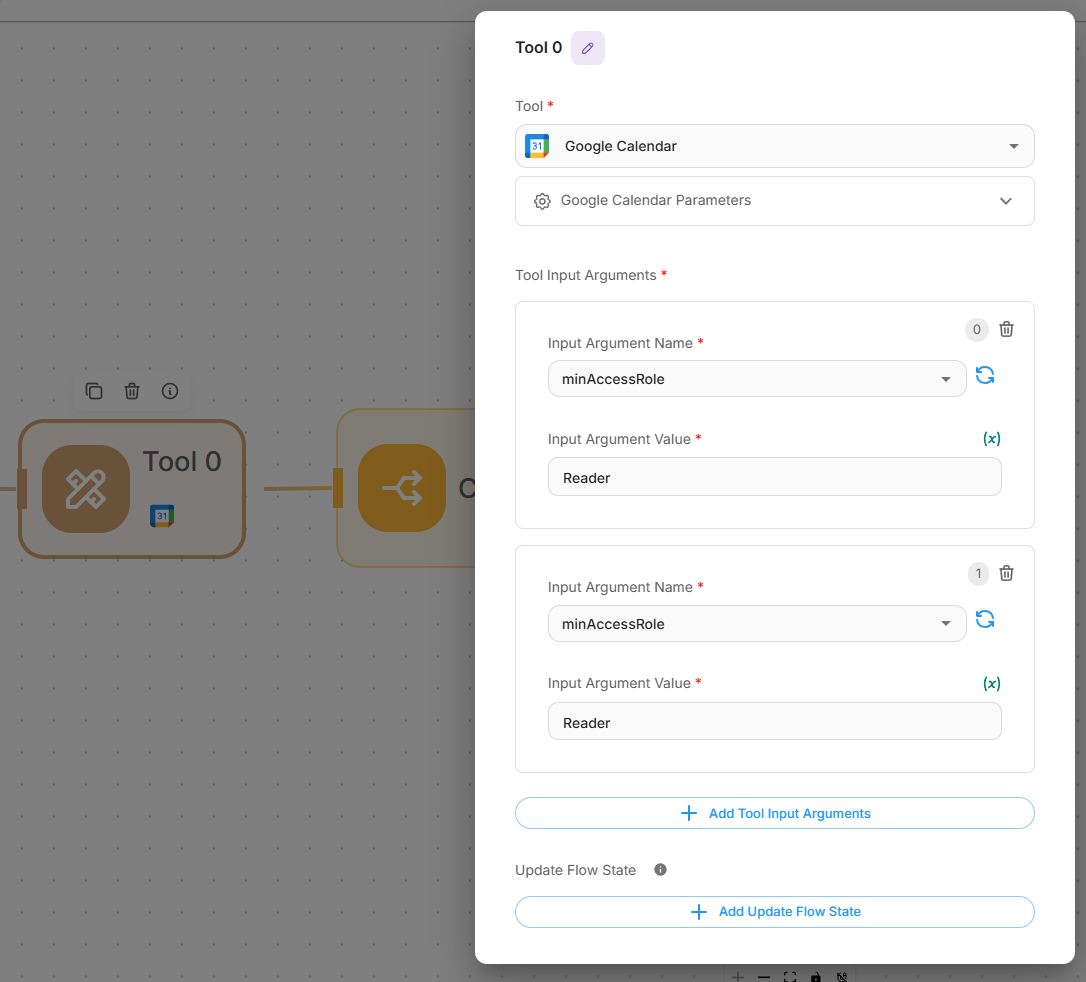 Tool 0
Tool *
31
Google Calendar
Google Calendar Parameters
Tool Input Arguments *
0
Input Argument Name *
minAccessRole
Input Argument Value *
(x)
Reader
1
Input Argument Name *
minAccessRole
Input Argument Value *
(x)
Reader
Add Tool Input Arguments
Update Flow State
Add Update Flow State
Tool 0
31
C